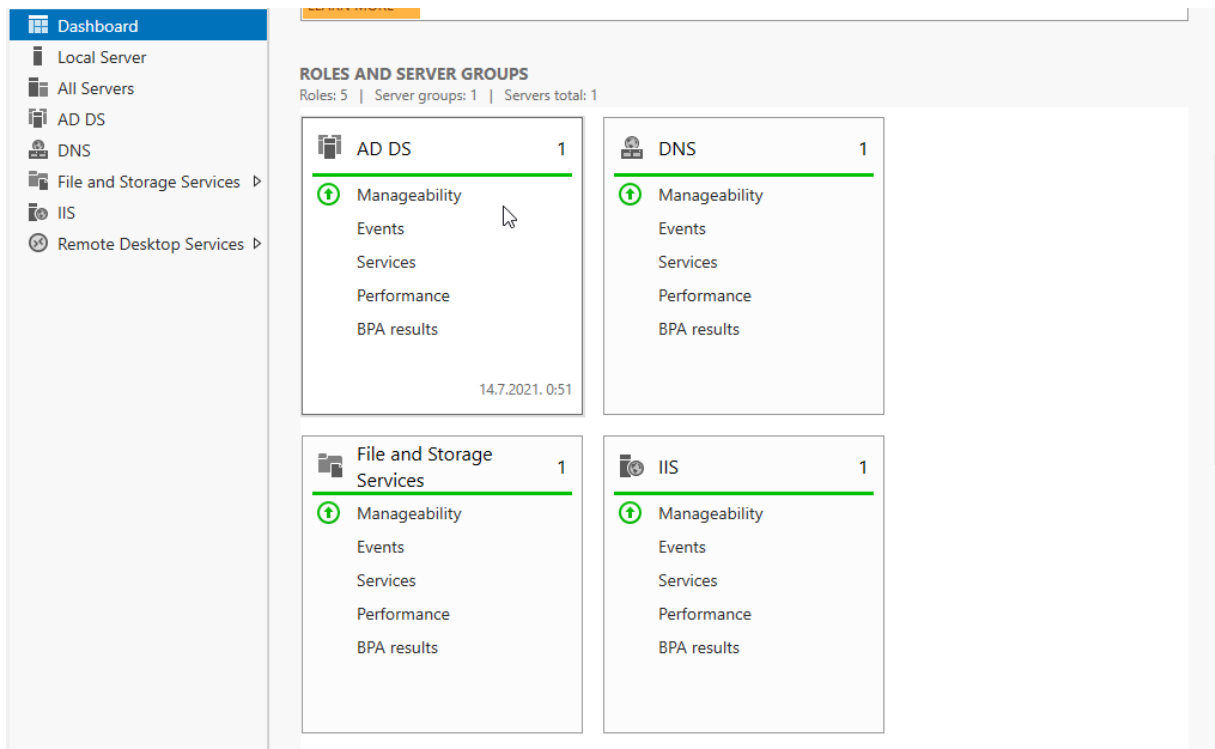 Dashboard
Local Server
All Servers
AD DS
DNS
File and Storage Services
IIS
Remote Desktop Services
LEARN MORE
ROLES AND SERVER GROUPS
Roles: 5 | Server groups: 1 | Servers total: 1
AD DS 1
Manageability
Events
Services
Performance
BPA results
14.7.2021. 0:51
DNS 1
Manageability
Events
Services
Performance
BPA results
File and Storage
Services 1
Manageability
Events
Services
Performance
BPA results
IIS 1
Manageability
Events
Services
Performance
BPA results